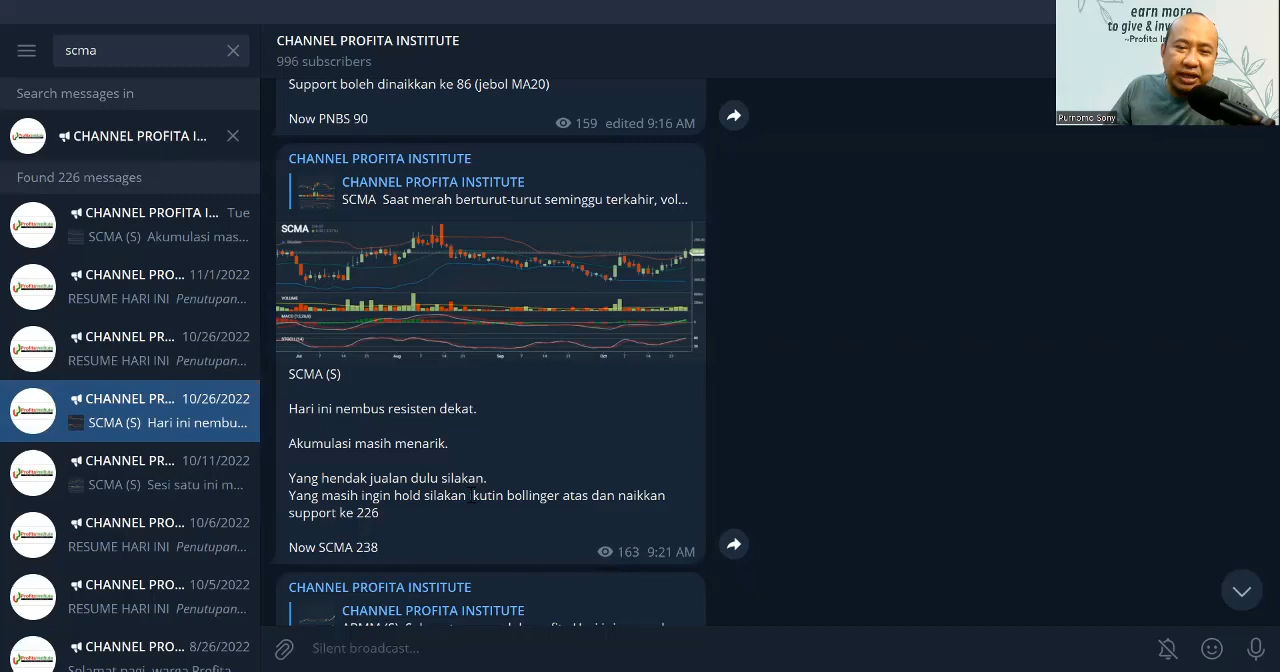 scma
Search messages in
CHANNEL PROFITA I...
Found 226 messages
CHANNEL PROFITA I... Tue
SCMA (S) Akumulasi mas...
CHANNEL PRO... 11/1/2022
RESUME HARI INI Penutupan...
CHANNEL PRO... 10/26/2022
RESUME HARI INI Penutupan...
CHANNEL PR... 10/26/2022
SCMA (S) Hari ini nembu...
CHANNEL PR... 10/11/2022
SCMA (S) Sesi satu ini m...
CHANNEL PRO... 10/6/2022
RESUME HARI INI Penutupan...
CHANNEL PRO... 10/5/2022
RESUME HARI INI Penutupan...
CHANNEL PRO... 8/26/2022
Selamat pagi, warga Profita
CHANNEL PROFITA INSTITUTE
996 subscribers
Support boleh dinaikkan ke 86 (jebol MA20)
Now PNBS 90
159 edited 9:16 AM
CHANNEL PROFITA INSTITUTE
CHANNEL PROFITA INSTITUTE
SCMA Saat merah berturut-turut seminggu terkahir, vol...
SCMA
VOLUME
SCMA (S)
Hari ini nembus resisten dekat.
Akumulasi masih menarik.
Yang hendak jualan dulu silakan.
Yang masih ingin hold silakan ikutin bollinger atas dan naikkan
support ke 226
Now SCMA 238
163 9:21 AM
CHANNEL PROFITA INSTITUTE
CHANNEL PROFITA INSTITUTE
Silent broadcast...
earn more
to give &
~Profita
Purnomo Sony